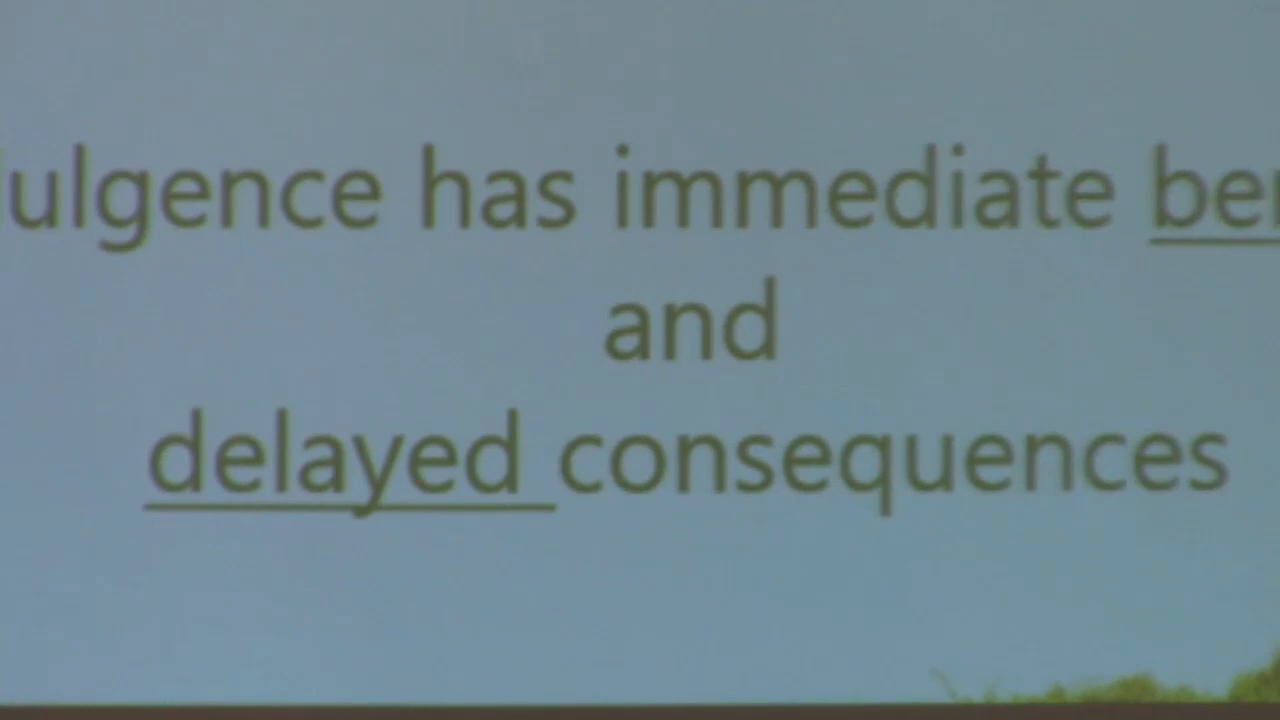 ulgence has immediate be
and
delayed consequences